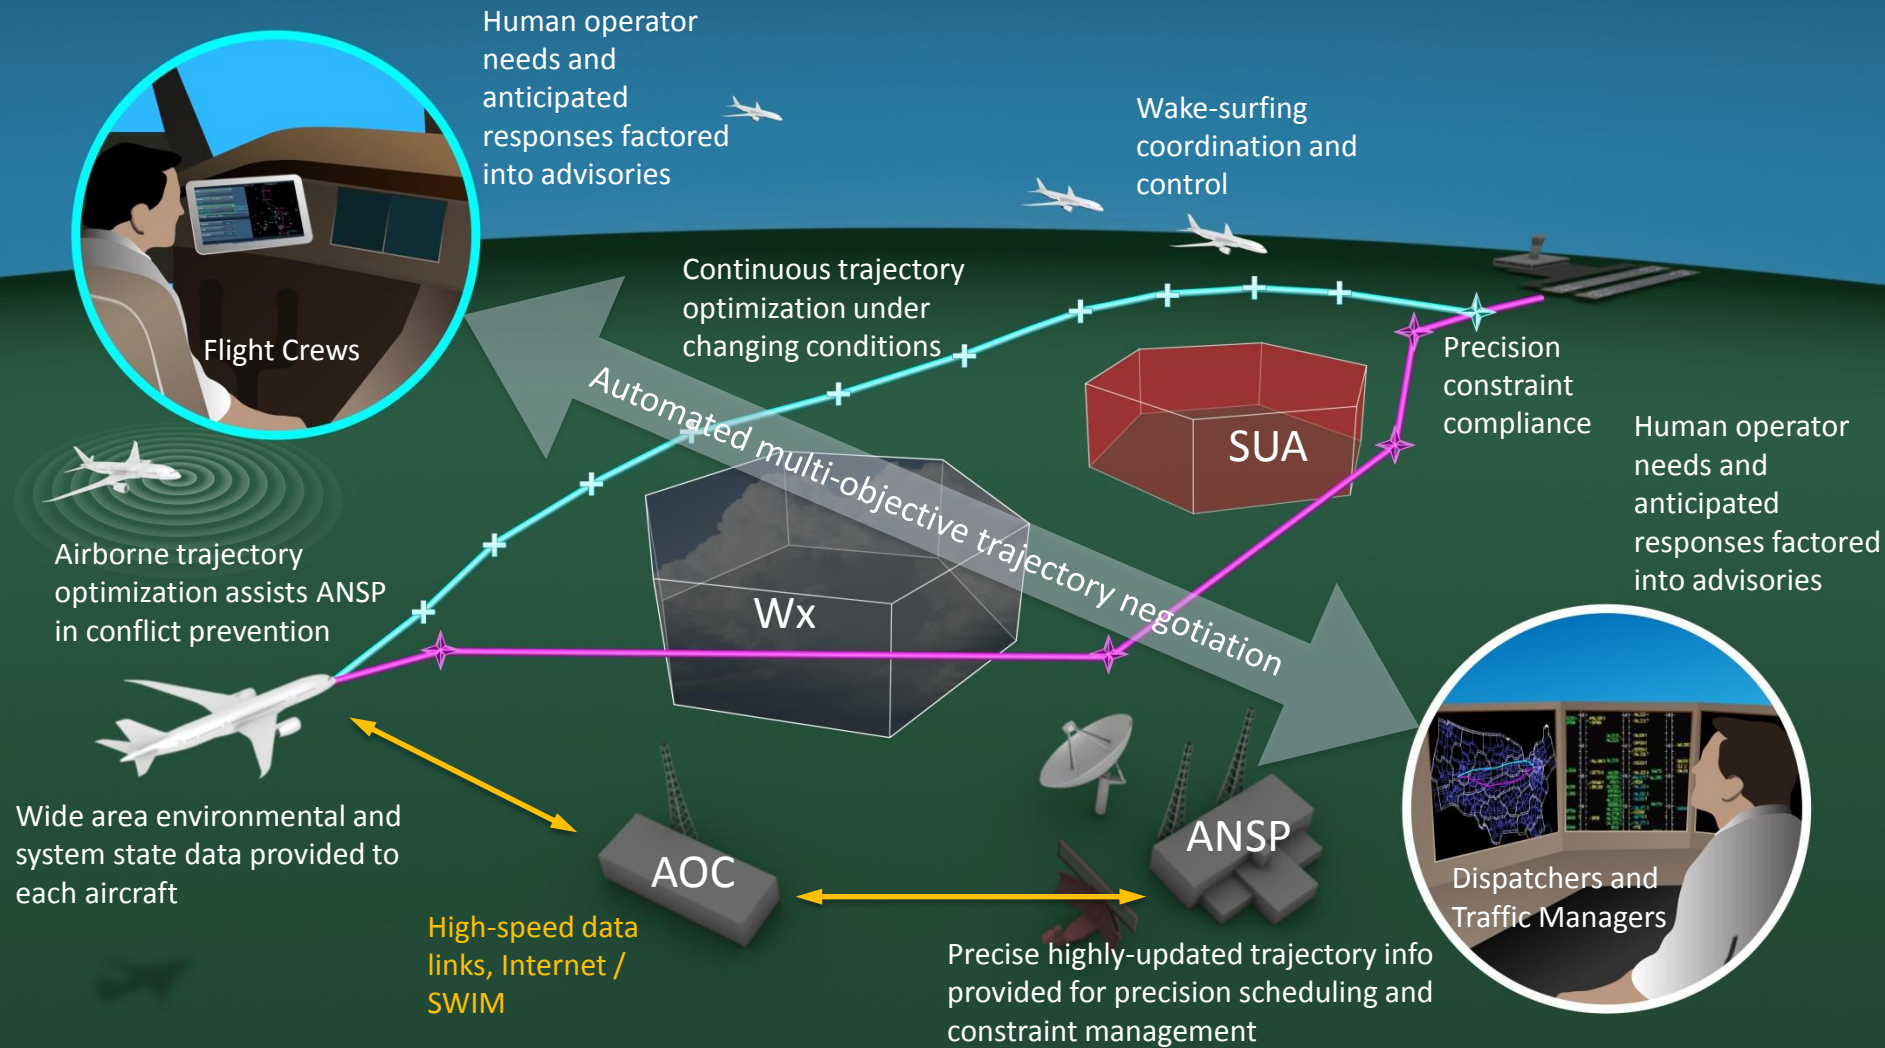 Human operator
needs and
anticipated
responses factored
into advisories
Wake-surfing
coordination and
control
Flight Crews
Continuous trajectory
optimization under
changing conditions
Automated multi-objective trajectory negotiation
SUA
Precision
constraint
compliance
Human operator
needs and
anticipated
responses factored
into advisories
Airborne trajectory
optimization assists ANSP
in conflict prevention
Wx
Wide area environmental and
system state data provided to
each aircraft
AOC
ANSP
High-speed data
links, Internet /
SWIM
Precise highly-updated trajectory info
provided for precision scheduling and
constraint management
Dispatchers and
Traffic Managers